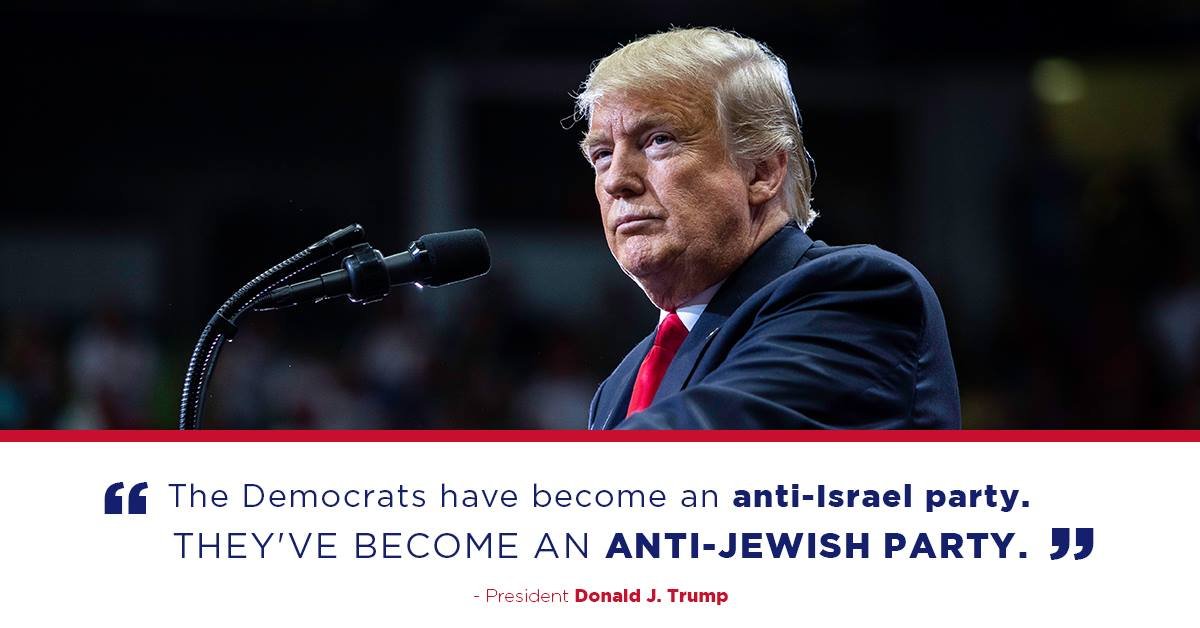 “The Democrats have become an anti-Israel party.
THEY'VE BECOME AN ANTI-JEWISH PARTY.”
- President Donald J. Trump